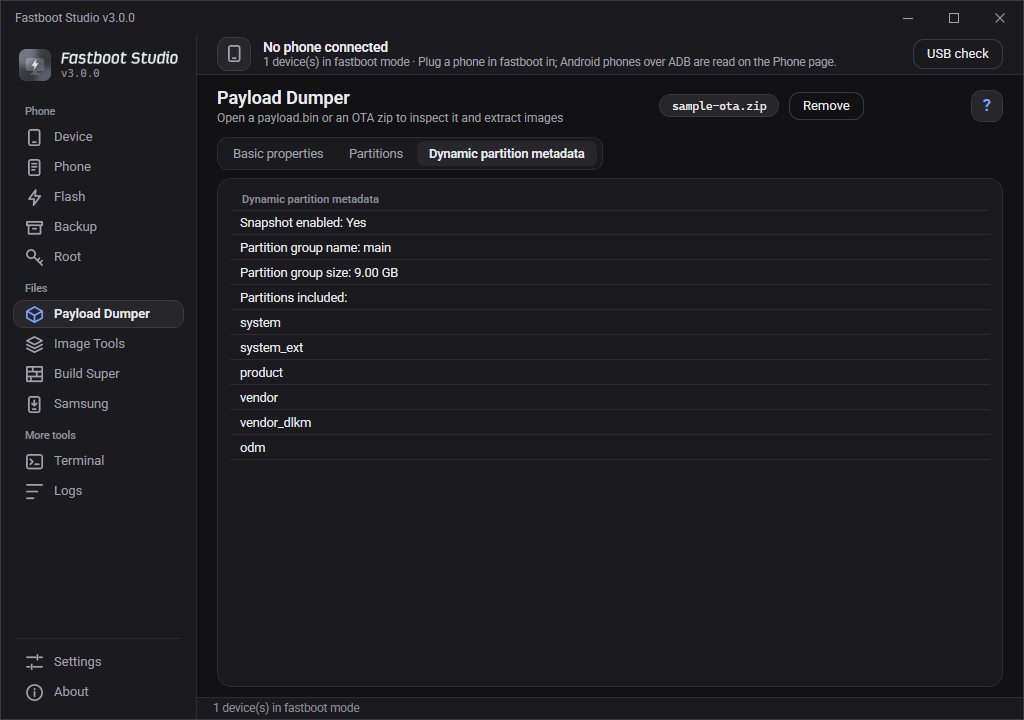 Fastboot Studio v3.0.0
Fastboot Studio
v3.0.0
Phone
Device
Phone
Flash
Backup
Root
Files
Payload Dumper
Image Tools
Build Super
Samsung
More tools
Terminal
Logs
Settings
About
No phone connected
1 device(s) in fastboot mode · Plug a phone in fastboot in; Android phones over ADB are read on the Phone page.
USB check
Payload Dumper
Open a payload.bin or an OTA zip to inspect it and extract images
sample-ota.zip
Remove
?
Basic properties
Partitions
Dynamic partition metadata
Dynamic partition metadata
Snapshot enabled: Yes
Partition group name: main
Partition group size: 9.00 GB
Partitions included:
system
system_ext
product
vendor
vendor_dlkm
odm
1 device(s) in fastboot mode